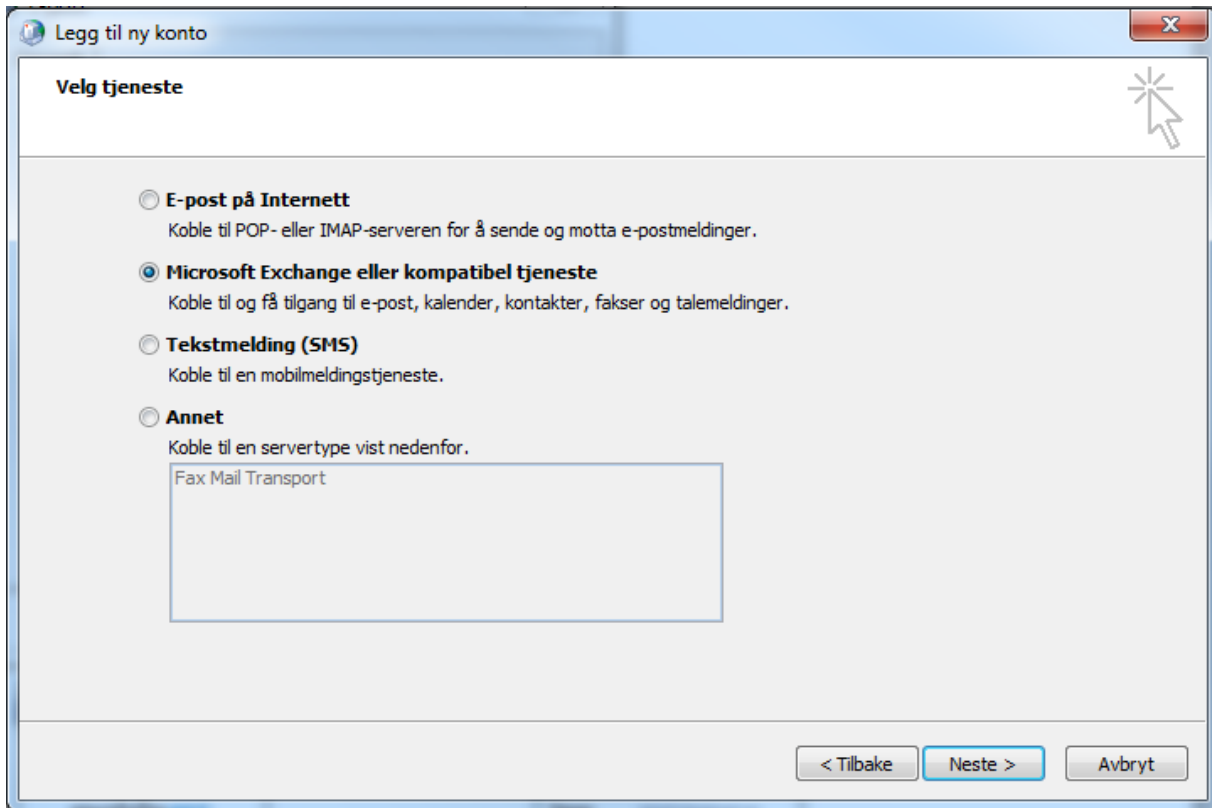 Legg til ny konto
Velg tjeneste
E-post på Internett
Koble til POP- eller IMAP-serveren for å sende og motta e-postmeldinger.
Microsoft Exchange eller kompatibel tjeneste
Koble til og få tilgang til e-post, kalender, kontakter, fakser og talemeldinger.
Tekstmelding (SMS)
Koble til en mobilmeldingstjeneste.
Annet
Koble til en servertype vist nedenfor.
Fax Mail Transport
< Tilbake Neste > Avbryt